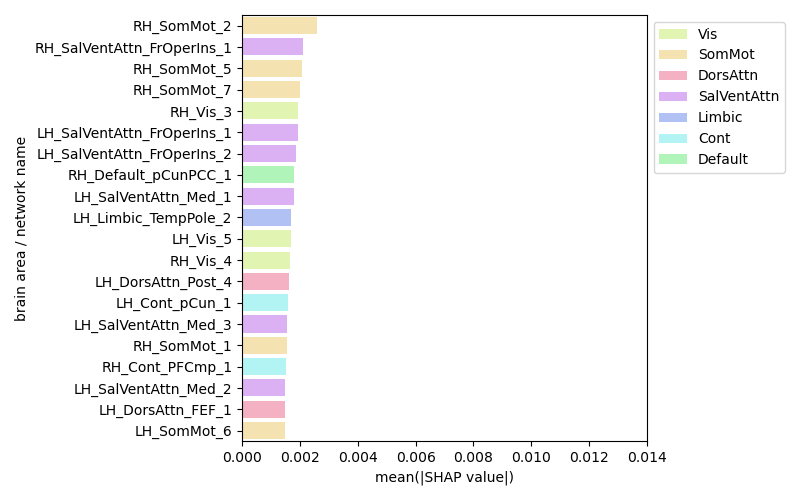 RH_SomMot_2
RH_SalVentAttn_FrOperIns_1
RH_SomMot_5
RH_SomMot_7
RH_Vis_3
LH_SalVentAttn_FrOperIns_1
LH_SalVentAttn_FrOperIns_2
RH_Default_pCunPCC_1
LH_SalVentAttn_Med_1
LH_Limbic_TempPole_2
LH_Vis_5
RH_Vis_4
LH_DorsAttn_Post_4
LH_Cont_pCun_1
LH_SalVentAttn_Med_3
RH_SomMot_1
RH_Cont_PFCmp_1
LH_SalVentAttn_Med_2
LH_DorsAttn_FEF_1
LH_SomMot_6
brain area / network name
0.000 0.002 0.004 0.006 0.008 0.010 0.012 0.014
mean(|SHAP value|)
Vis
SomMot
DorsAttn
SalVentAttn
Limbic
Cont
Default